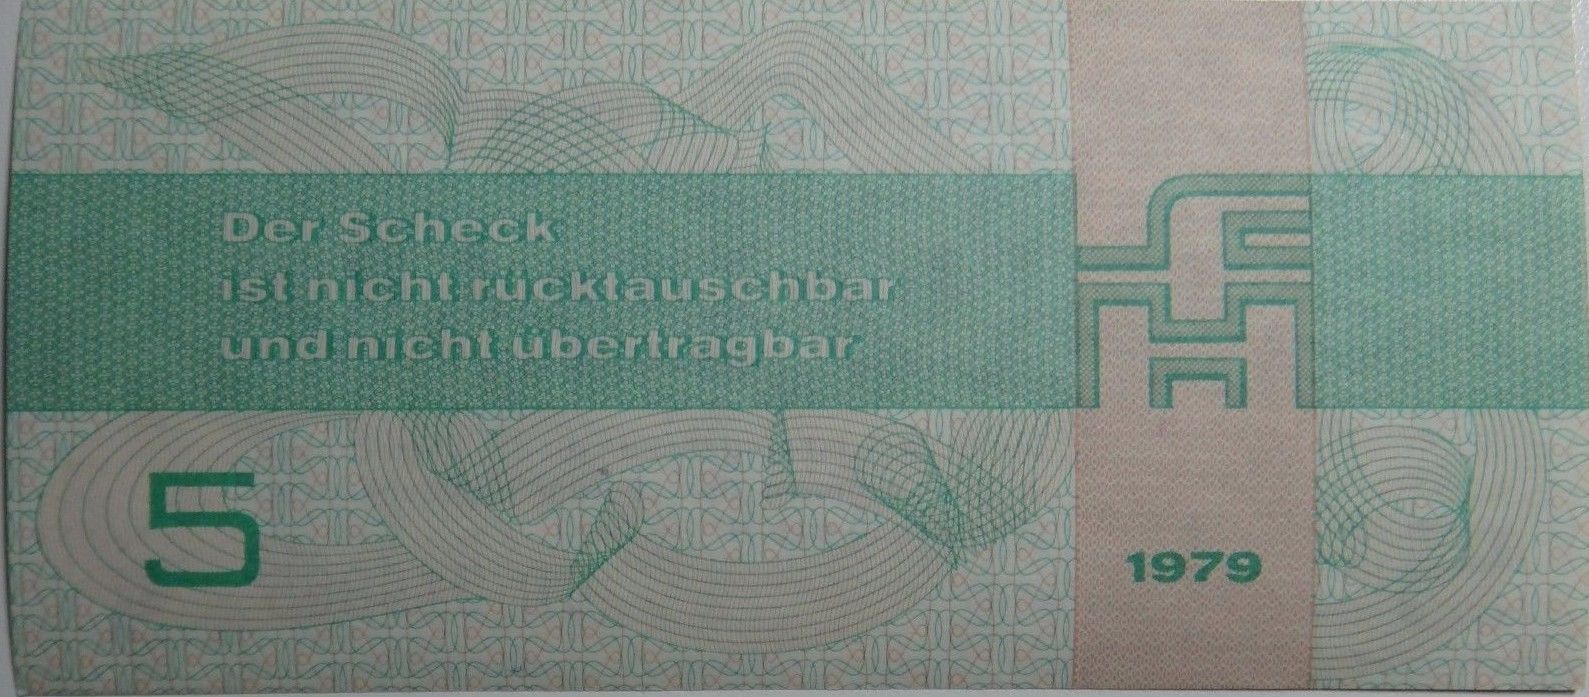 Der Scheck
ist nicht rücktauschbar
und nicht übertragbar
5
1979